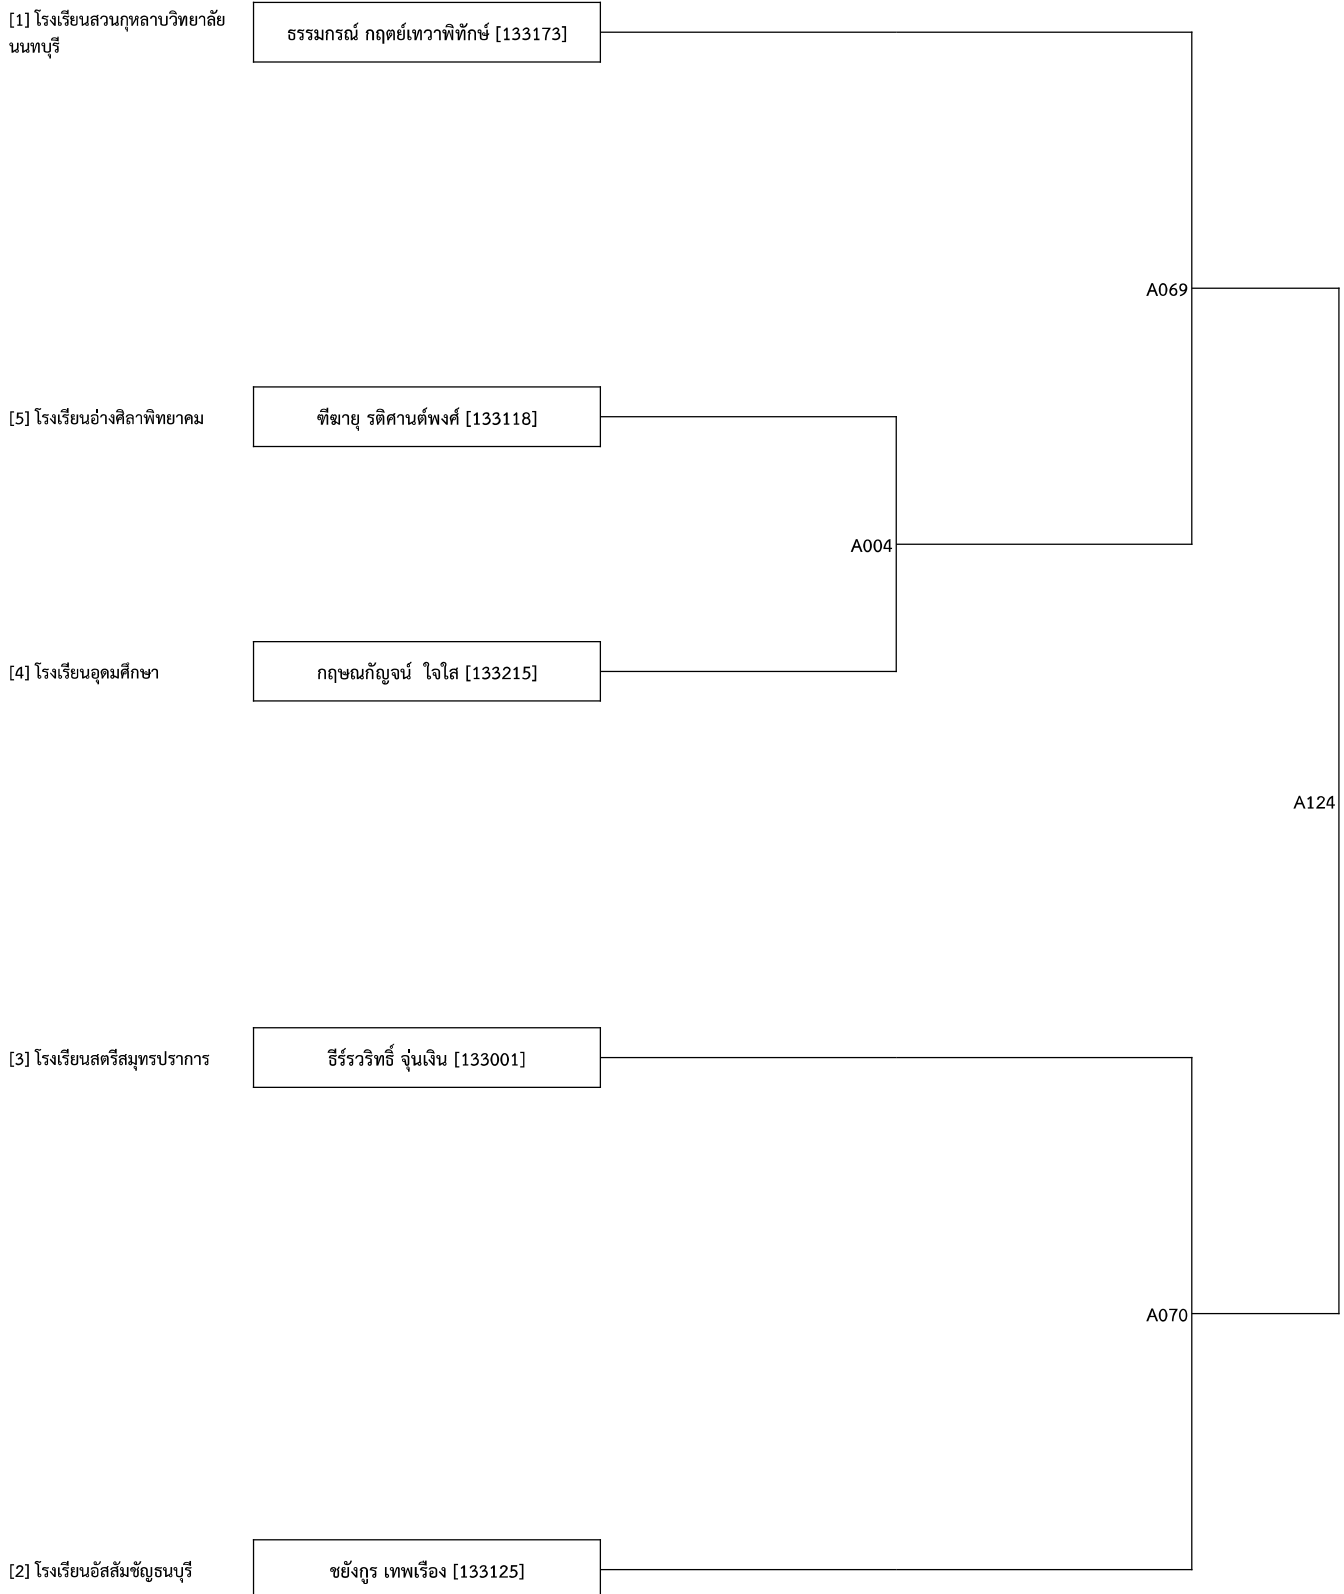 [1] โรงเรียนสวนกุหลาบวิทยาลัย
นนทบุรี
ธรรมกรณ์ กฤตย์เทวาพิทักษ์ [133173]
A069
[5] โรงเรียนอ่างศิลาพิทยาคม
ฑีฆายุ รติศานต์พงศ์ [133118]
A004
[4] โรงเรียนอุดมศึกษา
กฤษณกัญจน์ ใจใส [133215]
A124
[3] โรงเรียนสตรีสมุทรปราการ
ธีร์รวริทธิ์ จุ่นเงิน [133001]
A070
[2] โรงเรียนอัสสัมชัญธนบุรี
ชยังกูร เทพเรือง [133125]